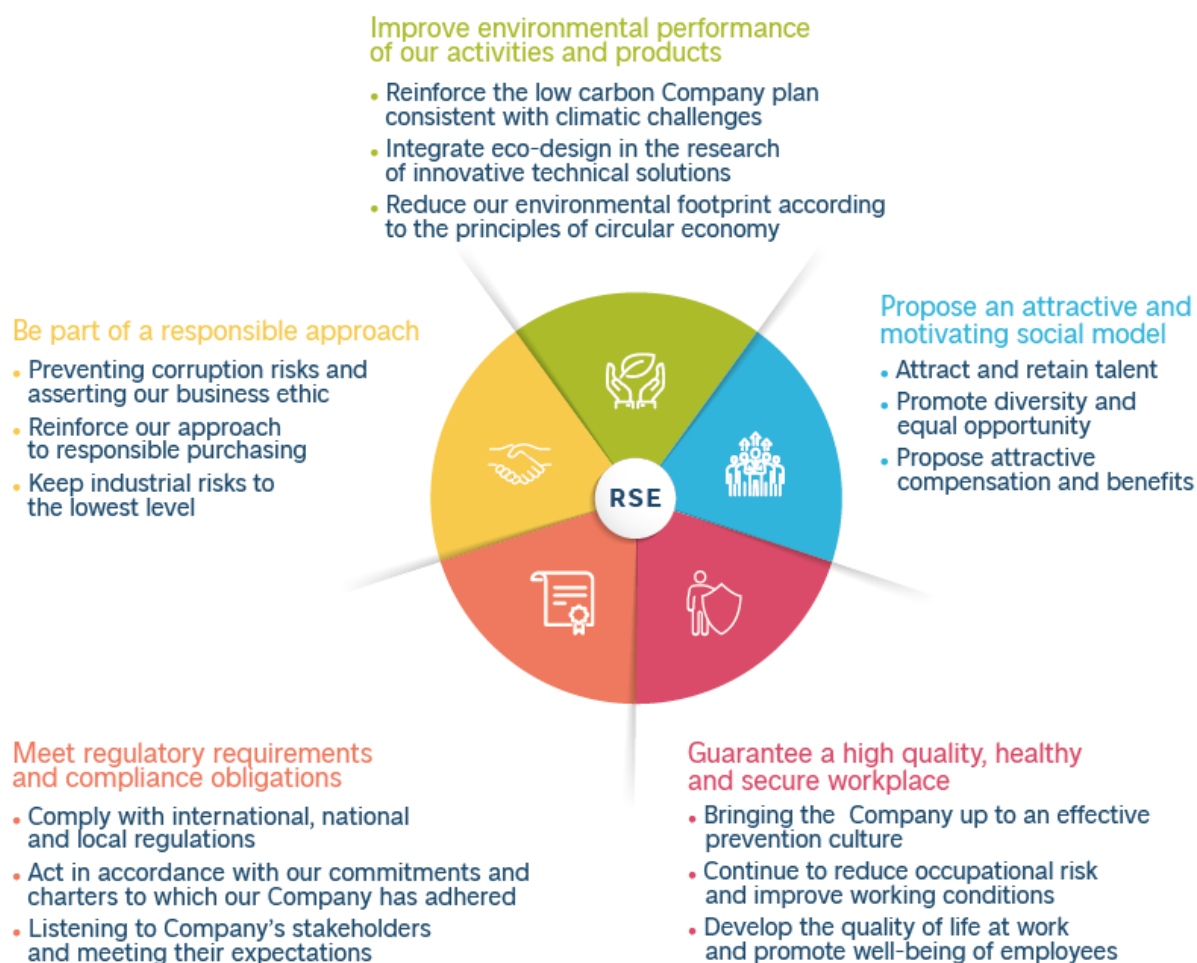 Improve environmental performance
of our activities and products
• Reinforce the low carbon Company plan
consistent with climatic challenges
• Integrate eco-design in the research
of innovative technical solutions
• Reduce our environmental footprint according
to the principles of circular economy
Propose an attractive and
motivating social model
• Attract and retain talent
• Promote diversity and
equal opportunity
• Propose attractive
compensation and benefits
Be part of a responsible approach
• Preventing corruption risks and
asserting our business ethic
• Reinforce our approach
to responsible purchasing
• Keep industrial risks to
the lowest level
RSE
Meet regulatory requirements
and compliance obligations
• Comply with international, national
and local regulations
• Act in accordance with our commitments and
charters to which our Company has adhered
• Listening to Company's stakeholders
and meeting their expectations
Guarantee a high quality, healthy
and secure workplace
• Bringing the Company up to an effective
prevention culture
• Continue to reduce occupational risk
and improve working conditions
• Develop the quality of life at work
and promote well-being of employees